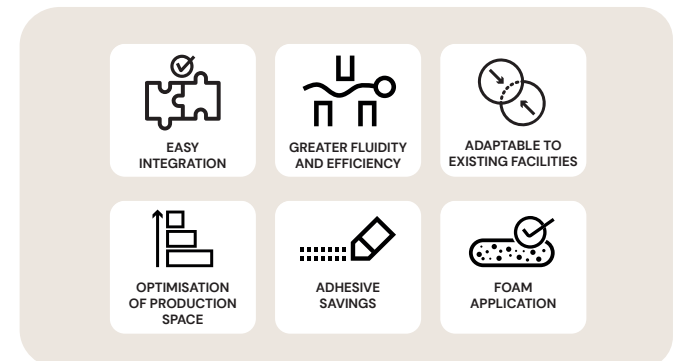 EASY
INTEGRATION
GREATER FLUIDITY
AND EFFICIENCY
ADAPTABLE TO
EXISTING FACILITIES
OPTIMISATION
OF PRODUCTION
SPACE
ADHESIVE
SAVINGS
FOAM
APPLICATION